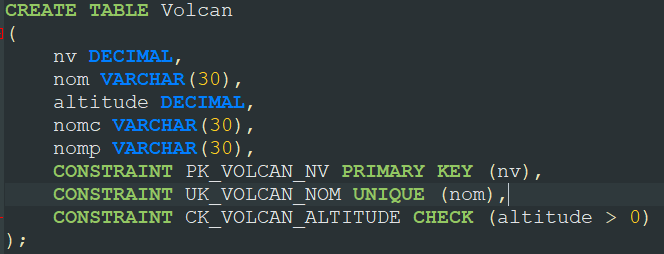 CREATE TABLE Volcan
(
nv DECIMAL,
nom VARCHAR(30),
altitude DECIMAL,
nomc VARCHAR(30),
nomp VARCHAR(30),
CONSTRAINT PK_VOLCAN_NV PRIMARY KEY (nv),
CONSTRAINT UK_VOLCAN_NOM UNIQUE (nom),
CONSTRAINT CK_VOLCAN_ALTITUDE CHECK (altitude > 0)
);